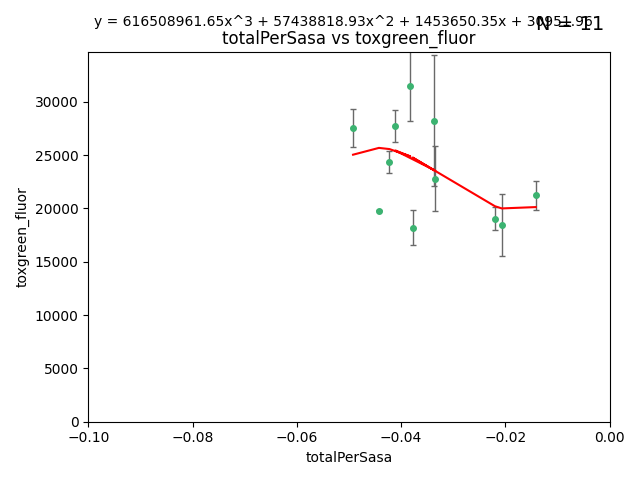 y = 616508961.65x^3 + 57438818.93x^2 + 1453650.35x + 30951.96
N = 11
totalPerSasa vs toxgreen_fluor
toxgreen_fluor
30000
25000
20000
15000
10000
5000
0
−0.10
−0.08
−0.06
−0.04
−0.02
0.00
totalPerSasa